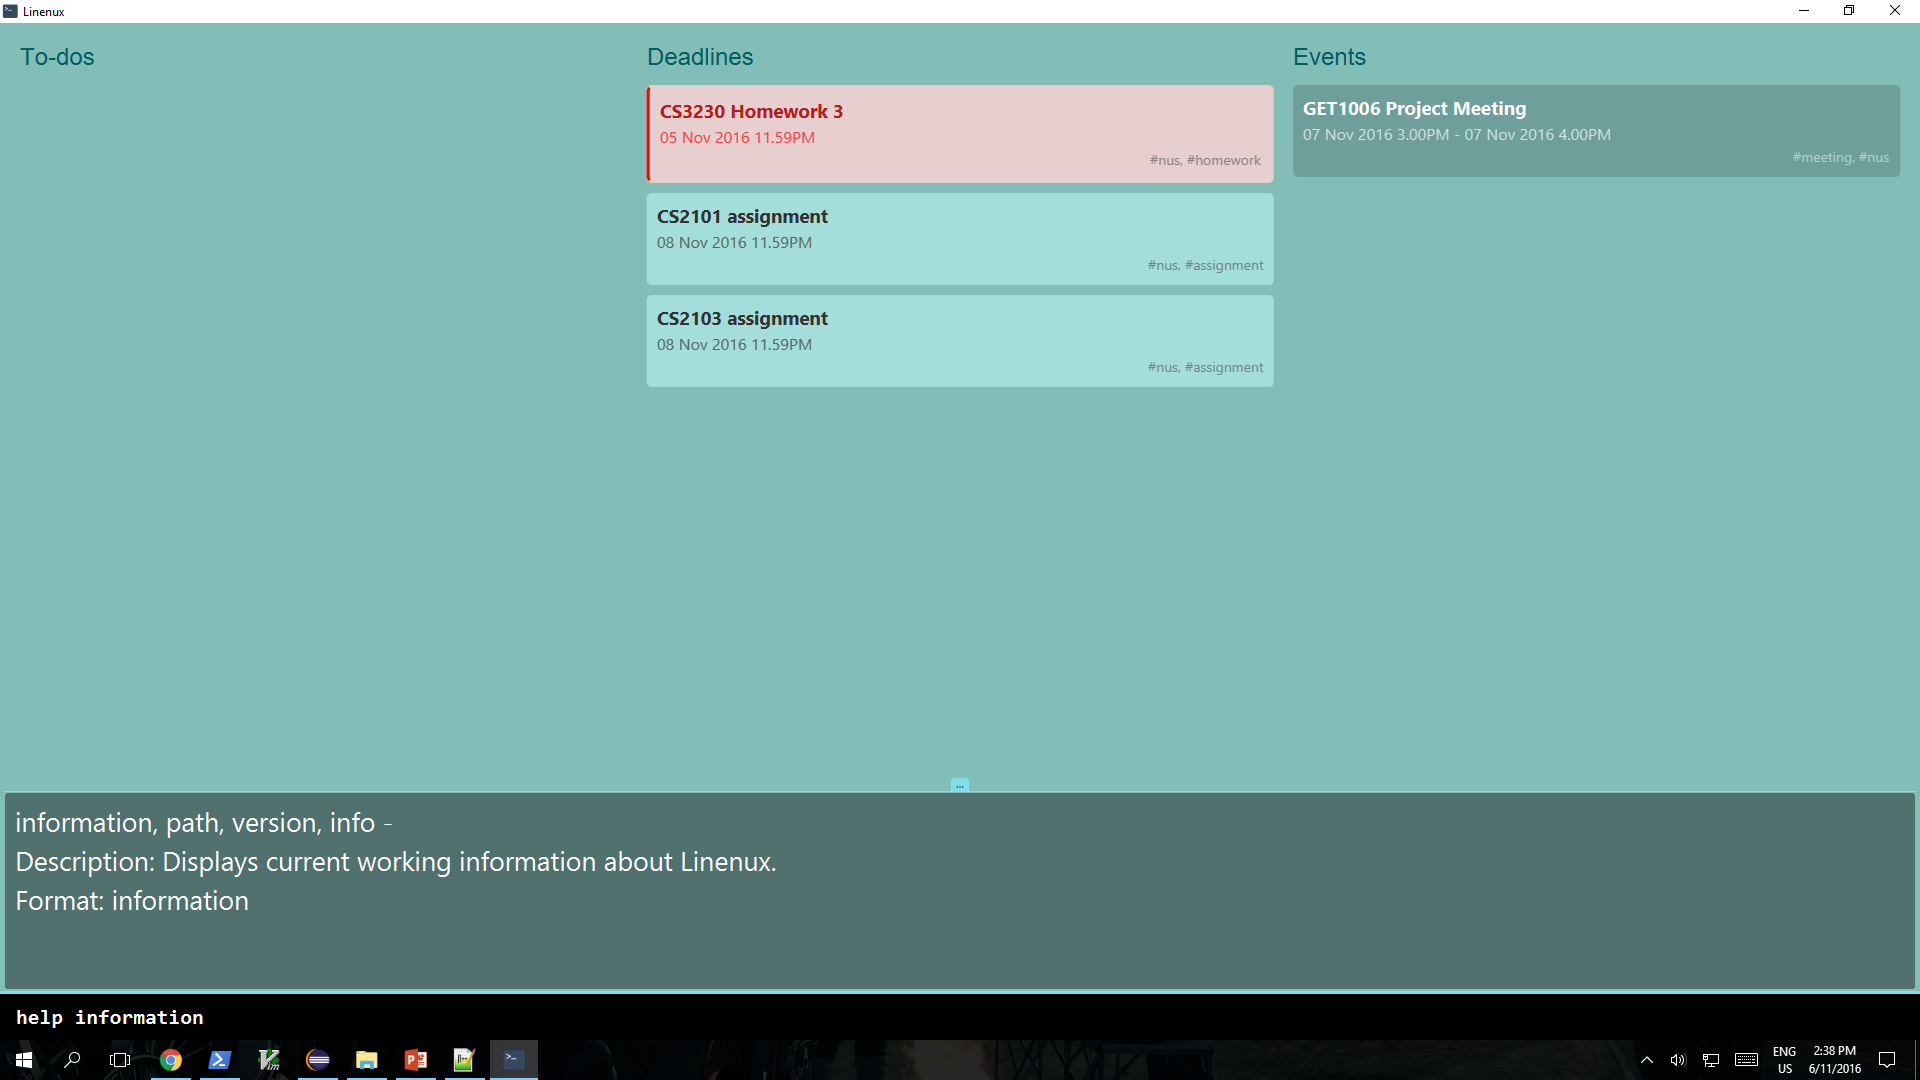 Linenux
To-dos
Deadlines
CS3230 Homework 3
05 Nov 2016 11.59PM
#nus, #homework
CS2101 assignment
08 Nov 2016 11.59PM
#nus, #assignment
CS2103 assignment
08 Nov 2016 11.59PM
#nus, #assignment
Events
GET1006 Project Meeting
07 Nov 2016 3.00PM - 07 Nov 2016 4.00PM
#meeting, #nus
...
information, path, version, info -
Description: Displays current working information about Linenux.
Format: information
help information
ENG
US
2:38 PM
6/11/2016